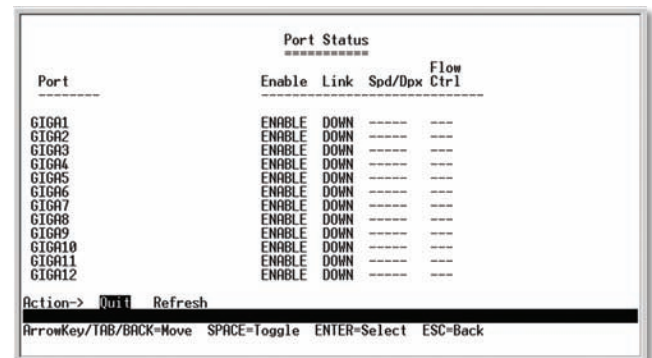 Port Status
===========
Flow
Port Enable Link Spd/Dpx Ctrl
GIGA1 ENABLE DOWN ----- ---
GIGA2 ENABLE DOWN ----- ---
GIGA3 ENABLE DOWN ----- ---
GIGA4 ENABLE DOWN ----- ---
GIGA5 ENABLE DOWN ----- ---
GIGA6 ENABLE DOWN ----- ---
GIGA7 ENABLE DOWN ----- ---
GIGA8 ENABLE DOWN ----- ---
GIGA9 ENABLE DOWN ----- ---
GIGA10 ENABLE DOWN ----- ---
GIGA11 ENABLE DOWN ----- ---
GIGA12 ENABLE DOWN ----- ---
Action-> Quit Refresh
ArrowKey/TAB/BACK=Move SPACE=Toggle ENTER=Select ESC=Back